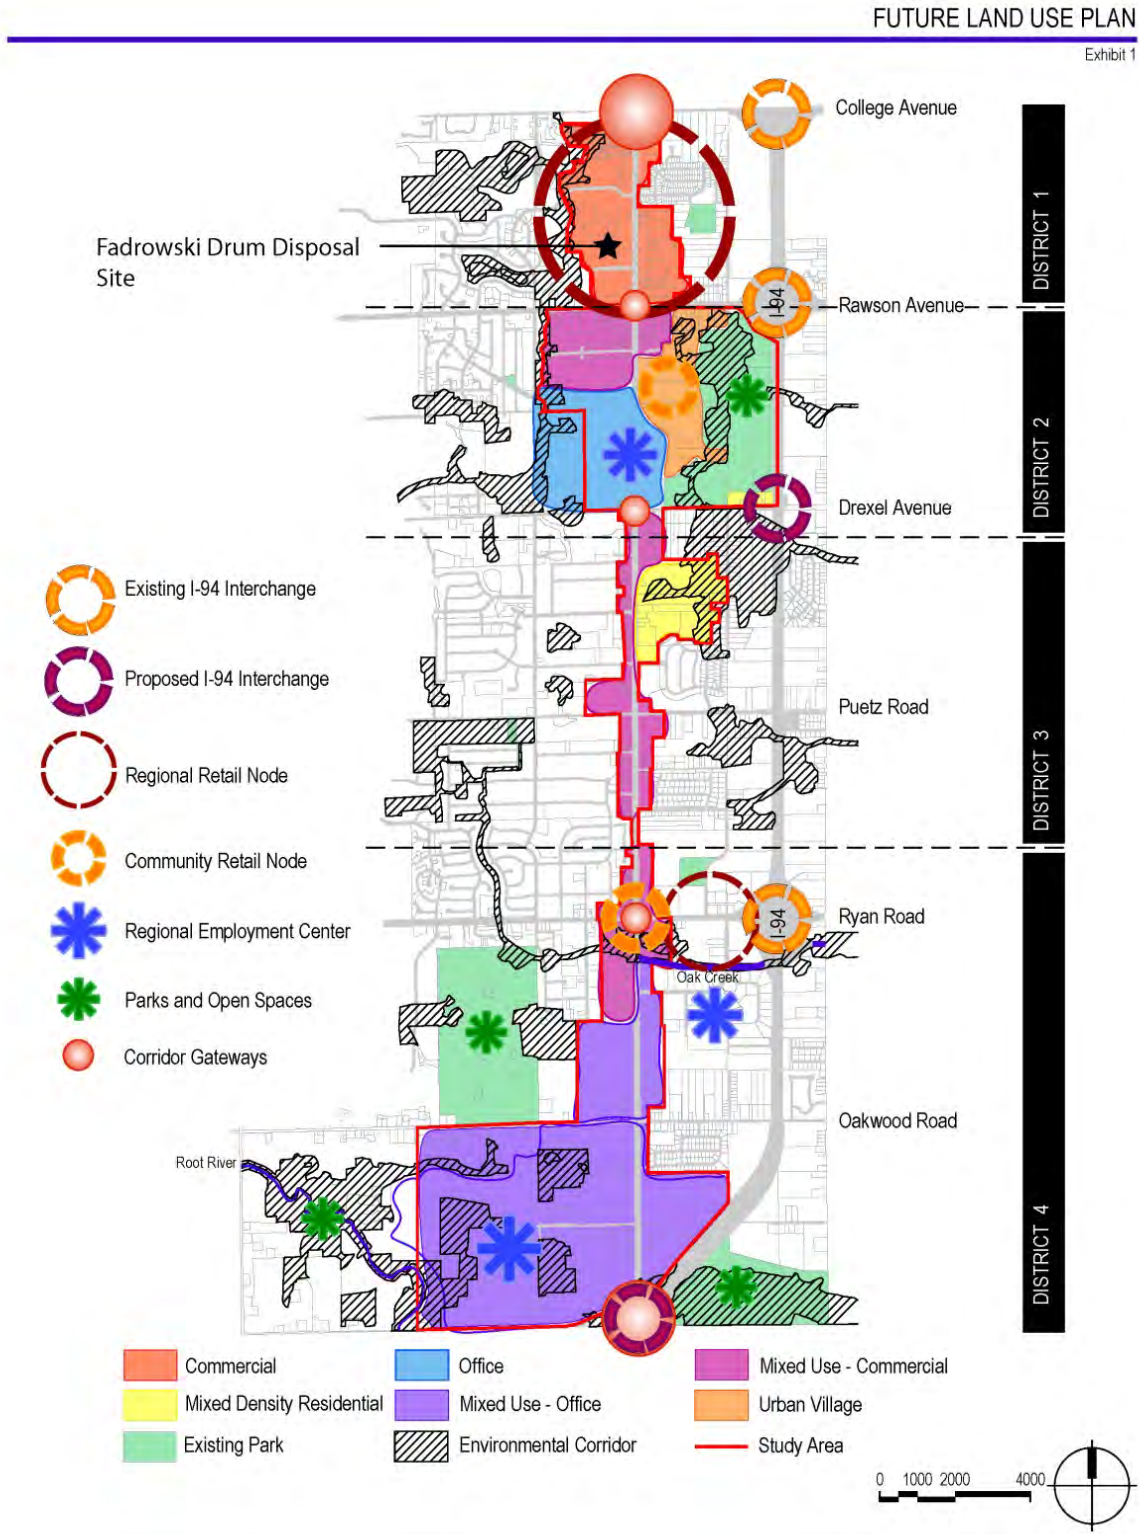 FUTURE LAND USE PLAN
Exhibit 1
College Avenue
DISTRICT 1
Fadrowski Drum Disposal
Site
I-94
Rawson Avenue
DISTRICT 2
Drexel Avenue
Existing I-94 Interchange
Proposed I-94 Interchange
Puetz Road
DISTRICT 3
Regional Retail Node
Community Retail Node
I-94
Ryan Road
Regional Employment Center
Oak Creek
Parks and Open Spaces
Corridor Gateways
Oakwood Road
Root River
DISTRICT 4
Commercial
Office
Mixed Use - Commercial
Mixed Density Residential
Mixed Use - Office
Urban Village
Existing Park
Environmental Corridor
Study Area
0 1000 2000 4000